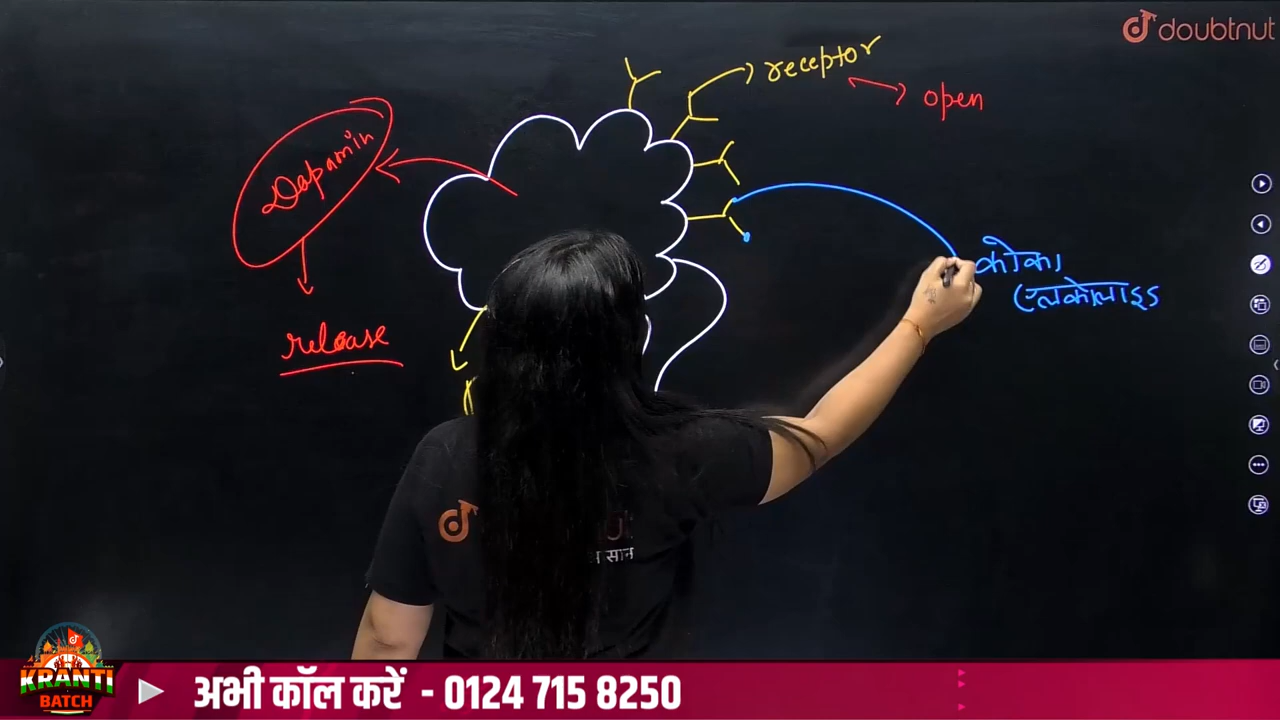 doubtnut
receptor
open
Dopamin
release
कोका
एल्कोलाइड
सान
KRANTI
BATCH
अभी कॉल करें - 0124 715 8250